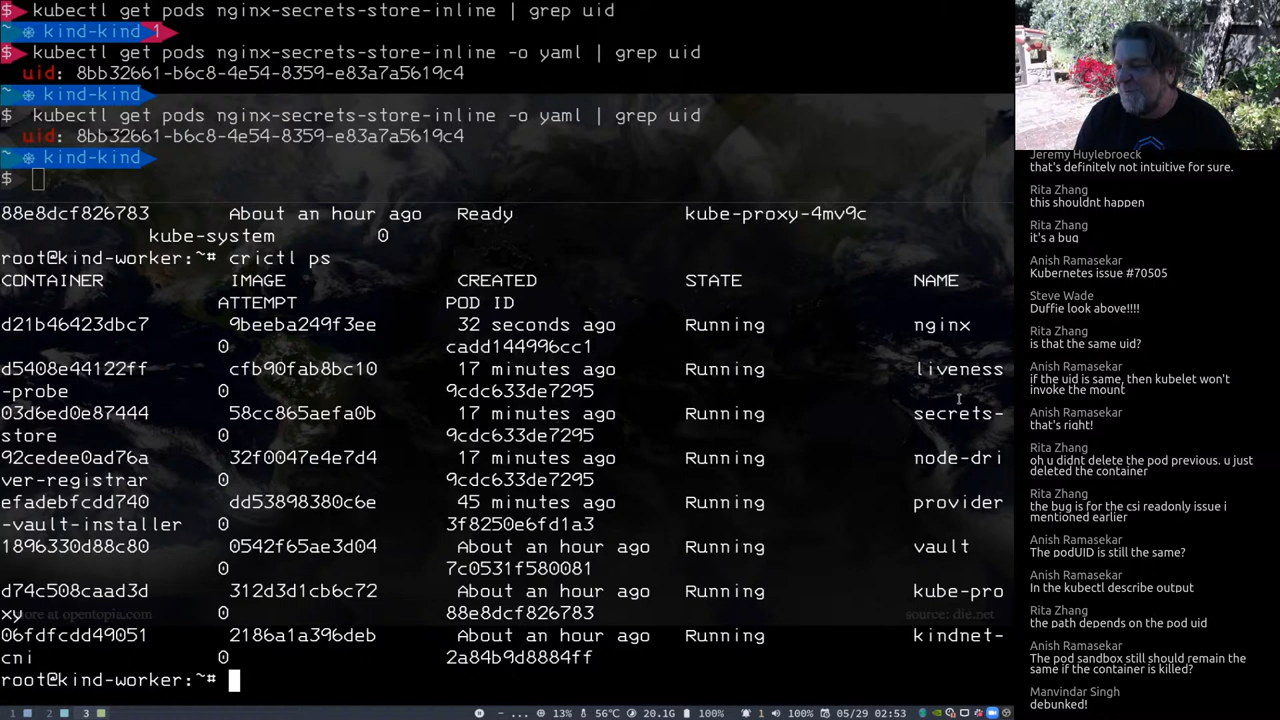 $ kubectl get pods nginx-secrets-store-inline | grep uid
~ ⎈ kind-kind 1
$ kubectl get pods nginx-secrets-store-inline -o yaml | grep uid
uid: 8bb32661-b6c8-4e54-8359-e83a7a5619c4
~ ⎈ kind-kind
$ kubectl get pods nginx-secrets-store-inline -o yaml | grep uid
uid: 8bb32661-b6c8-4e54-8359-e83a7a5619c4
~ ⎈ kind-kind
$
88e8dcf826783 About an hour ago Ready kube-proxy-4mv9c
kube-system 0
root@kind-worker:~# crictl ps
CONTAINER IMAGE CREATED STATE NAME
ATTEMPT POD ID
d21b46423dbc7 9beeba249f3ee 32 seconds ago Running nginx
0 cadd144996cc1
d5408e44122ff cfb90fab8bc10 17 minutes ago Running liveness
-probe 0 9cdc633de7295
03d6ed0e87444 58cc865aefa0b 17 minutes ago Running secrets-
store 0 9cdc633de7295
92cedee0ad76a 32f0047e4e7d4 17 minutes ago Running node-dri
ver-registrar 0 9cdc633de7295
efadebfcdd740 dd53898380c6e 45 minutes ago Running provider
-vault-installer 0 3f8250e6fd1a3
1896330d88c80 0542f65ae3d04 About an hour ago Running vault
0 7c0531f580081
d74c508caad3d 312d3d1cb6c72 About an hour ago Running kube-pro
xy 0 88e8dcf826783
more at opentopia.com source: die.net
06fdfcdd49051 2186a1a396deb About an hour ago Running kindnet-
cni 0 2a84b9d8884ff
root@kind-worker:~#
1 2 3 - ... 13% 56°C 20.1G 100% 1 100% 05/29 02:53
Jeremy Huylebroeck
that's definitely not intuitive for sure.
Rita Zhang
this shouldnt happen
Rita Zhang
it's a bug
Anish Ramasekar
Kubernetes issue #70505
Steve Wade
Duffie look above!!!!
Rita Zhang
is that the same uid?
Anish Ramasekar
if the uid is same, then kubelet won't
invoke the mount
Anish Ramasekar
that's right!
Rita Zhang
oh u didnt delete the pod previous. u just
deleted the container
Rita Zhang
the bug is for the csi readonly issue i
mentioned earlier
Anish Ramasekar
The podUID is still the same?
Anish Ramasekar
In the kubectl describe output
Rita Zhang
the path depends on the pod uid
Anish Ramasekar
The pod sandbox still should remain the
same if the container is killed?
Manvindar Singh
debunked!